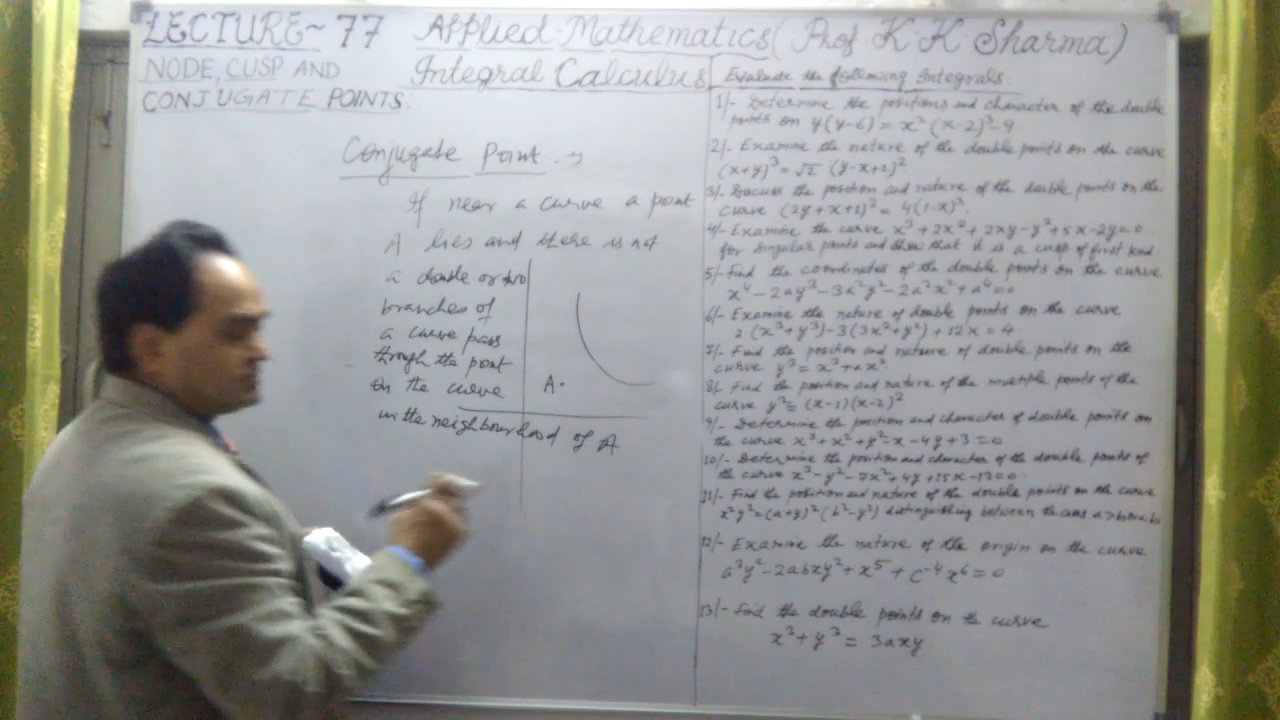 LECTURE~ 77 Applied Mathematics (Prof K. K. Sharma)
NODE, CUSP AND
CONJUGATE POINTS:
Integral Calculus
Conjugate Point :→
If near a curve a point
A lies and there is not
a double or two
branches of
a curve pass
through the point
on the curve
in the neighbourhood of A
A.
Evaluate the following Integrals:
1/- Determine the positions and character of the double
points on y(y-6) = x² (x-2)³-9
2/- Examine the nature of the double points on the curve
(x+y)³ = √2 (y-x+2)²
3/- Discuss the position and nature of the double points on the
curve (2y+x+1)² = 4(1-x)⁵
4/- Examine the curve x³+2x²+2xy-y²+5x-2y=0
for singular points and show that it is a cusp of first kind.
5/- Find the coordinates of the double points on the curve
x⁴-2ay³-3a²y²-2a²x²+a⁴=0
6/- Examine the nature of double points on the curve
2(x³+y³)-3(3x²+y²)+12x=4
7/- Find the position and nature of double points on the
curve y³ = x³+ax²
8/- Find the position and nature of the multiple points of the
curve y² = (x-1)(x-2)²
9/- Determine the position and character of double points on
the curve x³+x²+y²-x-4y+3=0
10/- Determine the position and character of the double points of
the curve x³-y²-7x²+4y+15x-13=0
11/- Find the position and nature of the double points on the curve
x²y²=(a+y)²(b²-y²) distinguishing between the cases a>b or a<b
12/- Examine the nature of the origin on the curve
a³y²-2abxy²+x⁵+c⁻⁴x⁶=0
13/- Find the double points on the curve
x³+y³ = 3axy.